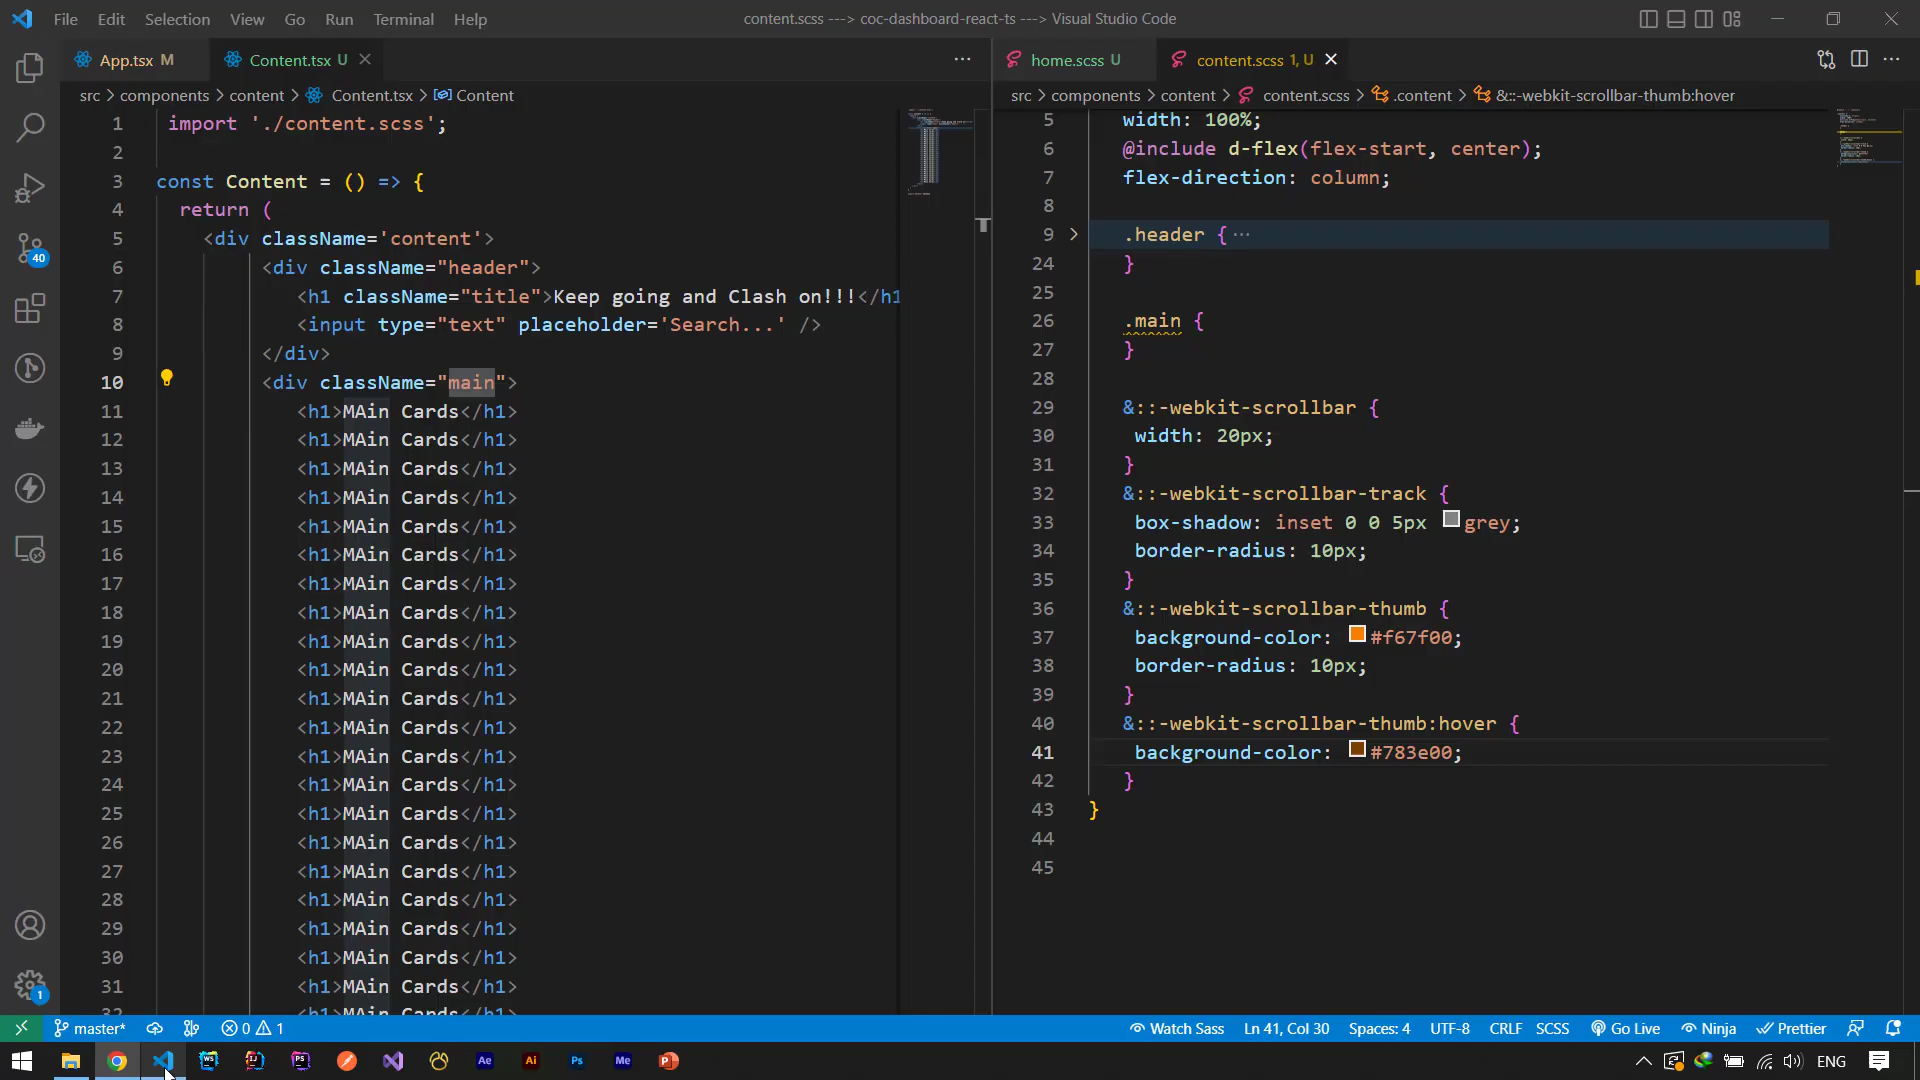 File Edit Selection View Go Run Terminal Help
content.scss ---> coc-dashboard-react-ts ---> Visual Studio Code
App.tsx M
Content.tsx U
src > components > content > Content.tsx > Content
1 import './content.scss';
2
3 const Content = () => {
4 return (
5 <div className='content'>
6 <div className="header">
7 <h1 className="title">Keep going and Clash on!!!</h1
8 <input type="text" placeholder='Search...' />
9 </div>
10 <div className="main">
11 <h1>MAin Cards</h1>
12 <h1>MAin Cards</h1>
13 <h1>MAin Cards</h1>
14 <h1>MAin Cards</h1>
15 <h1>MAin Cards</h1>
16 <h1>MAin Cards</h1>
17 <h1>MAin Cards</h1>
18 <h1>MAin Cards</h1>
19 <h1>MAin Cards</h1>
20 <h1>MAin Cards</h1>
21 <h1>MAin Cards</h1>
22 <h1>MAin Cards</h1>
23 <h1>MAin Cards</h1>
24 <h1>MAin Cards</h1>
25 <h1>MAin Cards</h1>
26 <h1>MAin Cards</h1>
27 <h1>MAin Cards</h1>
28 <h1>MAin Cards</h1>
29 <h1>MAin Cards</h1>
30 <h1>MAin Cards</h1>
31 <h1>MAin Cards</h1>
32 <h1>MAin Cards</h1>
home.scss U
content.scss 1, U
src > components > content > content.scss > .content > &::-webkit-scrollbar-thumb:hover
5 width: 100%;
6 @include d-flex(flex-start, center);
7 flex-direction: column;
8
9 .header { ···
24 }
25
26 .main {
27 }
28
29 &::-webkit-scrollbar {
30 width: 20px;
31 }
32 &::-webkit-scrollbar-track {
33 box-shadow: inset 0 0 5px grey;
34 border-radius: 10px;
35 }
36 &::-webkit-scrollbar-thumb {
37 background-color: #f67f00;
38 border-radius: 10px;
39 }
40 &::-webkit-scrollbar-thumb:hover {
41 background-color: #783e00;
42 }
43 }
44
45
40
1
master* 0 1
Watch Sass Ln 41, Col 30 Spaces: 4 UTF-8 CRLF SCSS Go Live Ninja Prettier
WS IJ PS Ae Ai Ps Me P
ENG